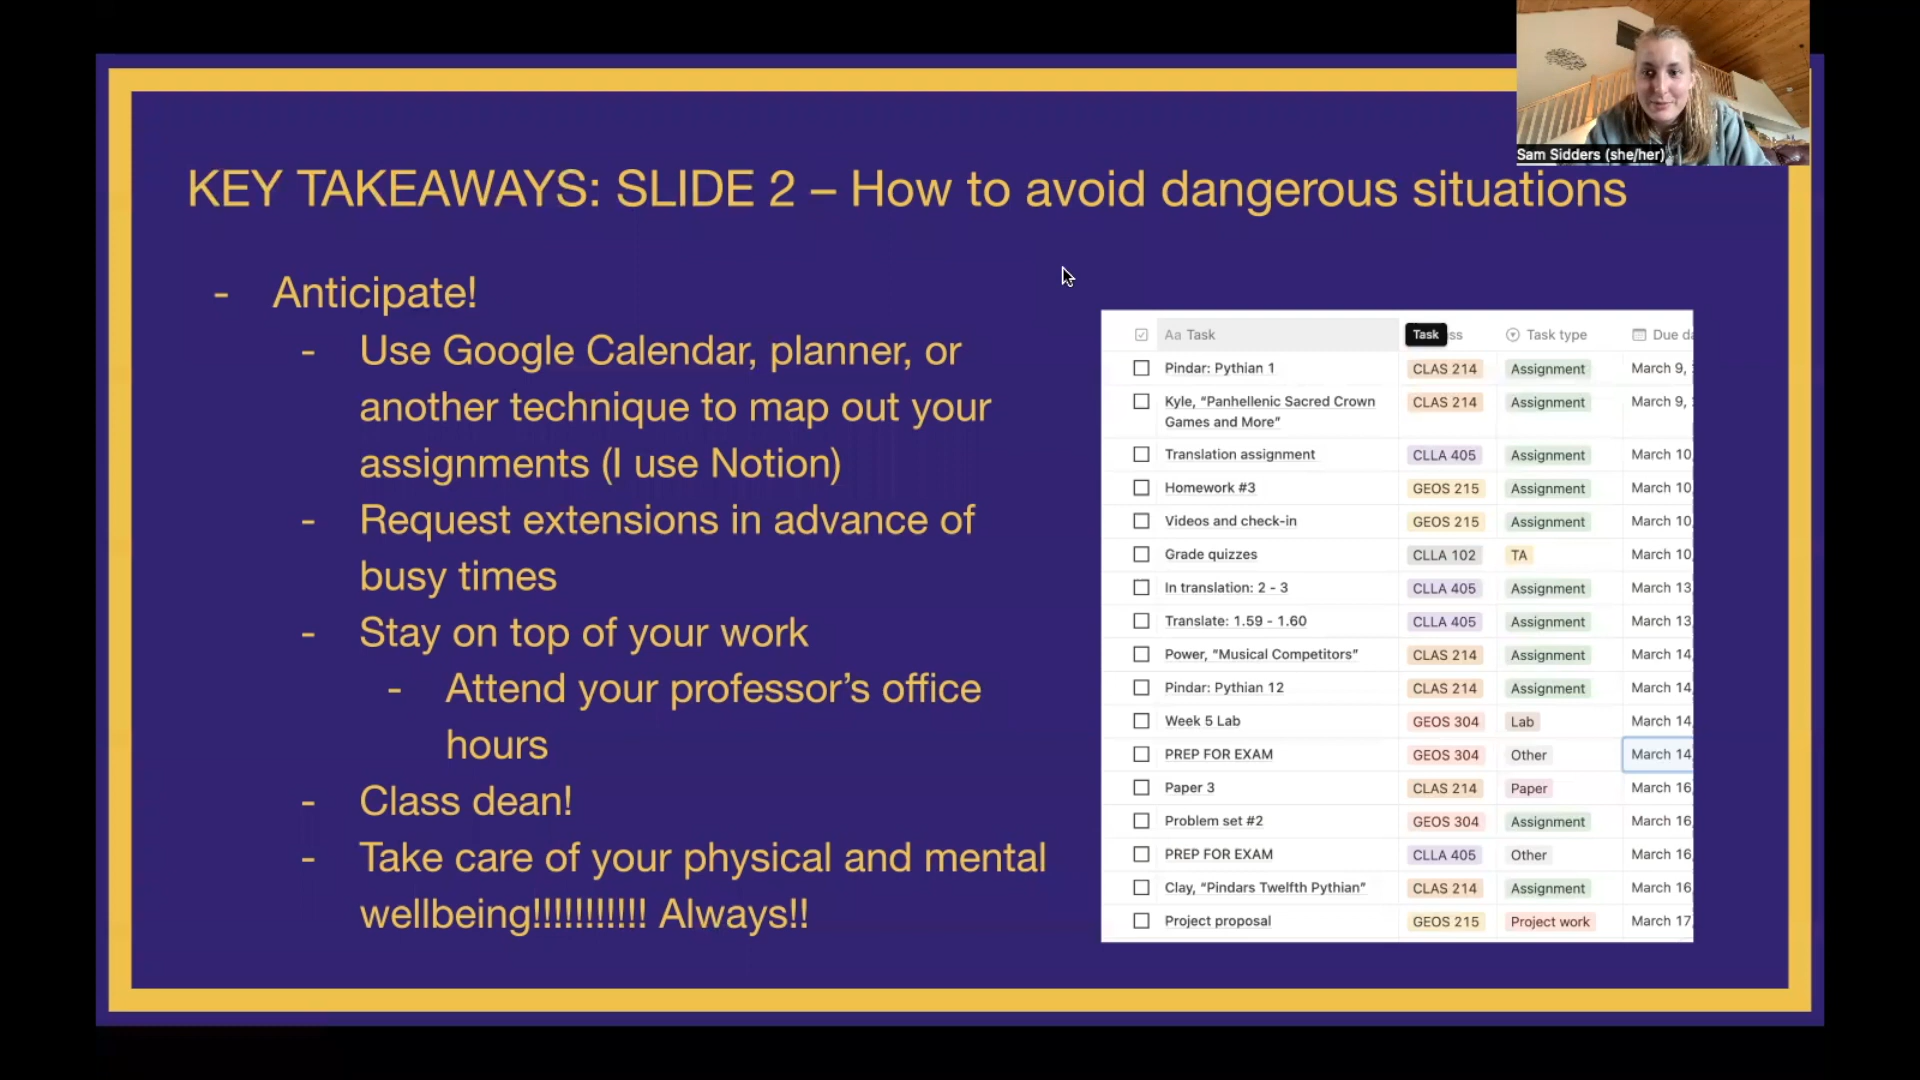 Sam Sidders (she/her)
KEY TAKEAWAYS: SLIDE 2 – How to avoid dangerous situations
- Anticipate!
- Use Google Calendar, planner, or
another technique to map out your
assignments (I use Notion)
- Request extensions in advance of
busy times
- Stay on top of your work
- Attend your professor’s office
hours
- Class dean!
- Take care of your physical and mental
wellbeing!!!!!!!!!!! Always!!
Aa Task Task ss Task type Due da
Pindar: Pythian 1 CLAS 214 Assignment March 9,
Kyle, “Panhellenic Sacred Crown CLAS 214 Assignment March 9,
Games and More”
Translation assignment CLLA 405 Assignment March 10,
Homework #3 GEOS 215 Assignment March 10,
Videos and check-in GEOS 215 Assignment March 10,
Grade quizzes CLLA 102 TA March 10,
In translation: 2 - 3 CLLA 405 Assignment March 13,
Translate: 1.59 - 1.60 CLLA 405 Assignment March 13,
Power, “Musical Competitors” CLAS 214 Assignment March 14,
Pindar: Pythian 12 CLAS 214 Assignment March 14,
Week 5 Lab GEOS 304 Lab March 14,
PREP FOR EXAM GEOS 304 Other March 14,
Paper 3 CLAS 214 Paper March 16,
Problem set #2 GEOS 304 Assignment March 16,
PREP FOR EXAM CLLA 405 Other March 16,
Clay, “Pindars Twelfth Pythian” CLAS 214 Assignment March 16,
Project proposal GEOS 215 Project work March 17,